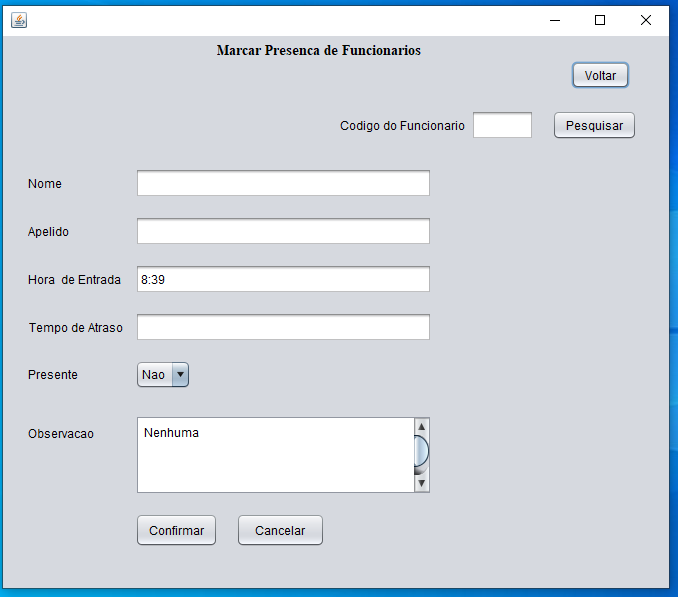 Marcar Presenca de Funcionarios
Voltar
Codigo do Funcionario
Pesquisar
Nome
Apelido
Hora  de Entrada 8:39
Tempo de Atraso
Presente Nao
Observacao Nenhuma
Confirmar Cancelar